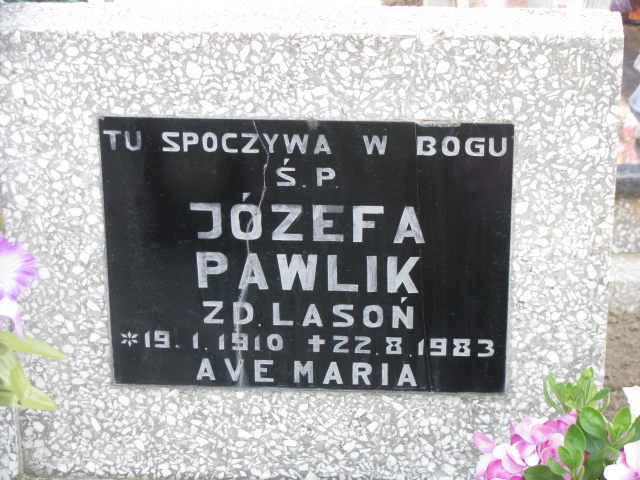 TU SPOCZYWA W BOGU
Ś.P.
JÓZEFA
PAWLIK
ZD. LASOŃ
* 19.1.1910 + 22.8.1983
AVE MARIA